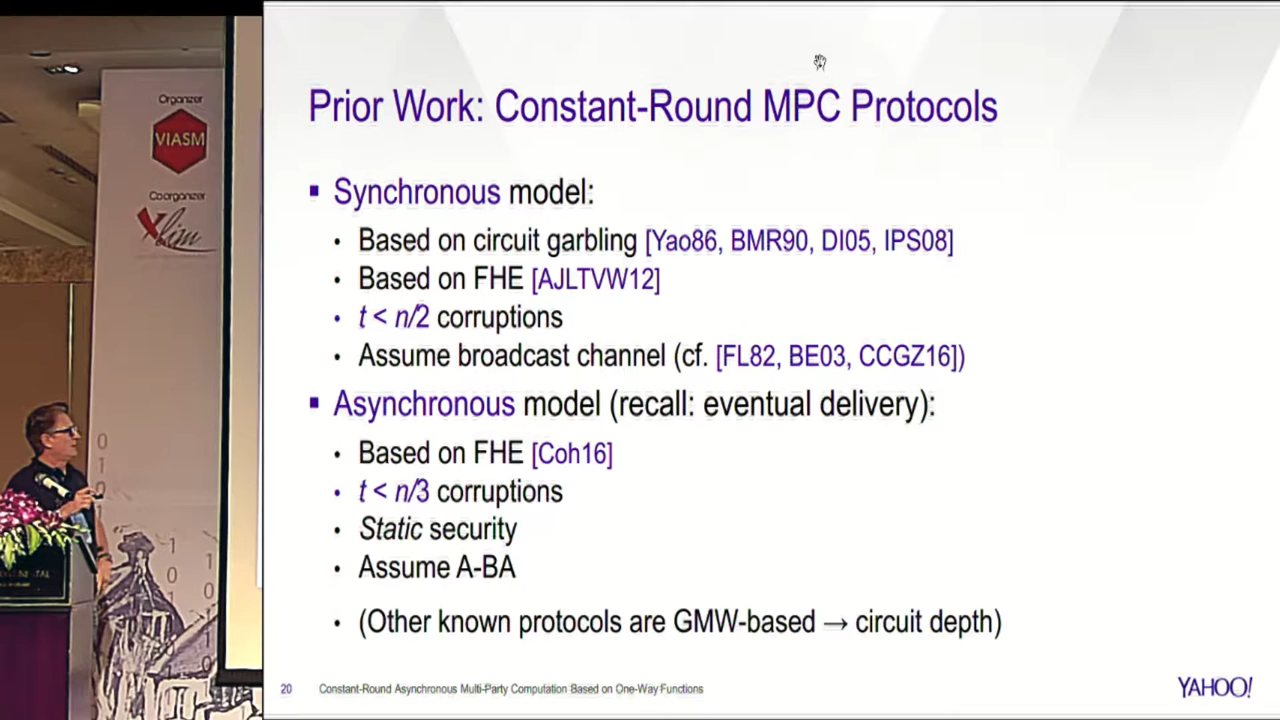 Organizer
VIASM
Coorganizer
Xlim
Prior Work: Constant-Round MPC Protocols
▪ Synchronous model:
• Based on circuit garbling [Yao86, BMR90, DI05, IPS08]
• Based on FHE [AJLTVW12]
• t < n/2 corruptions
• Assume broadcast channel (cf. [FL82, BE03, CCGZ16])
▪ Asynchronous model (recall: eventual delivery):
• Based on FHE [Coh16]
• t < n/3 corruptions
• Static security
• Assume A-BA
• (Other known protocols are GMW-based → circuit depth)
20 Constant-Round Asynchronous Multi-Party Computation Based on One-Way Functions
YAHOO!